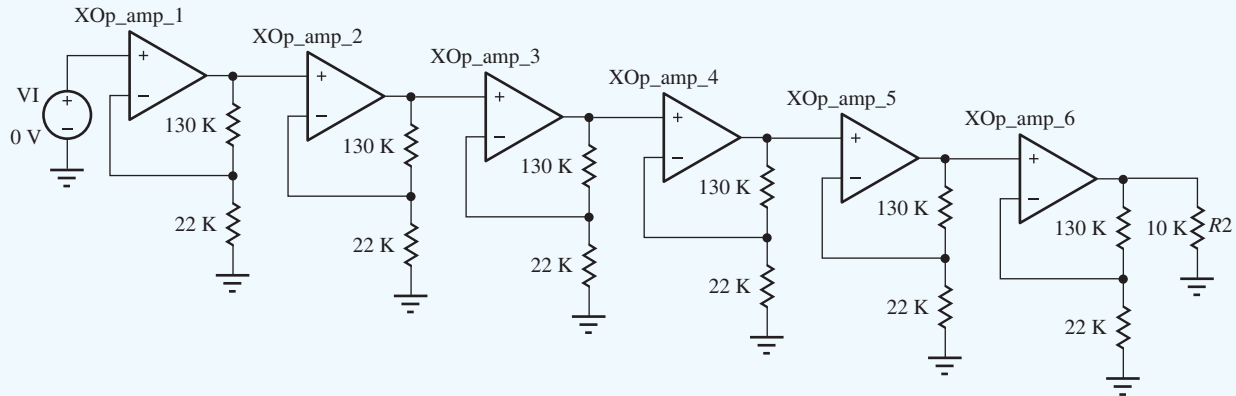 XOp_amp_1
XOp_amp_2
XOp_amp_3
XOp_amp_4
XOp_amp_5
XOp_amp_6
+
−
+
−
+
−
+
−
+
−
+
−
VI
+
−
0 V
130 K
22 K
130 K
22 K
130 K
22 K
130 K
22 K
130 K
22 K
130 K
22 K
10 K
R2